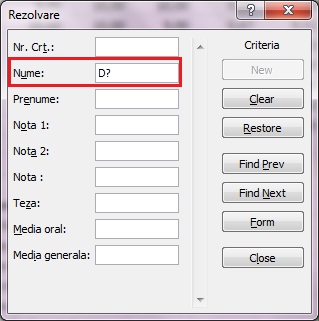 Rezolvare
Nr. Crt.:
Nume: D?
Prenume:
Nota 1:
Nota 2:
Nota :
Teza:
Media oral:
Media generala:
Criteria
New
Clear
Restore
Find Prev
Find Next
Form
Close